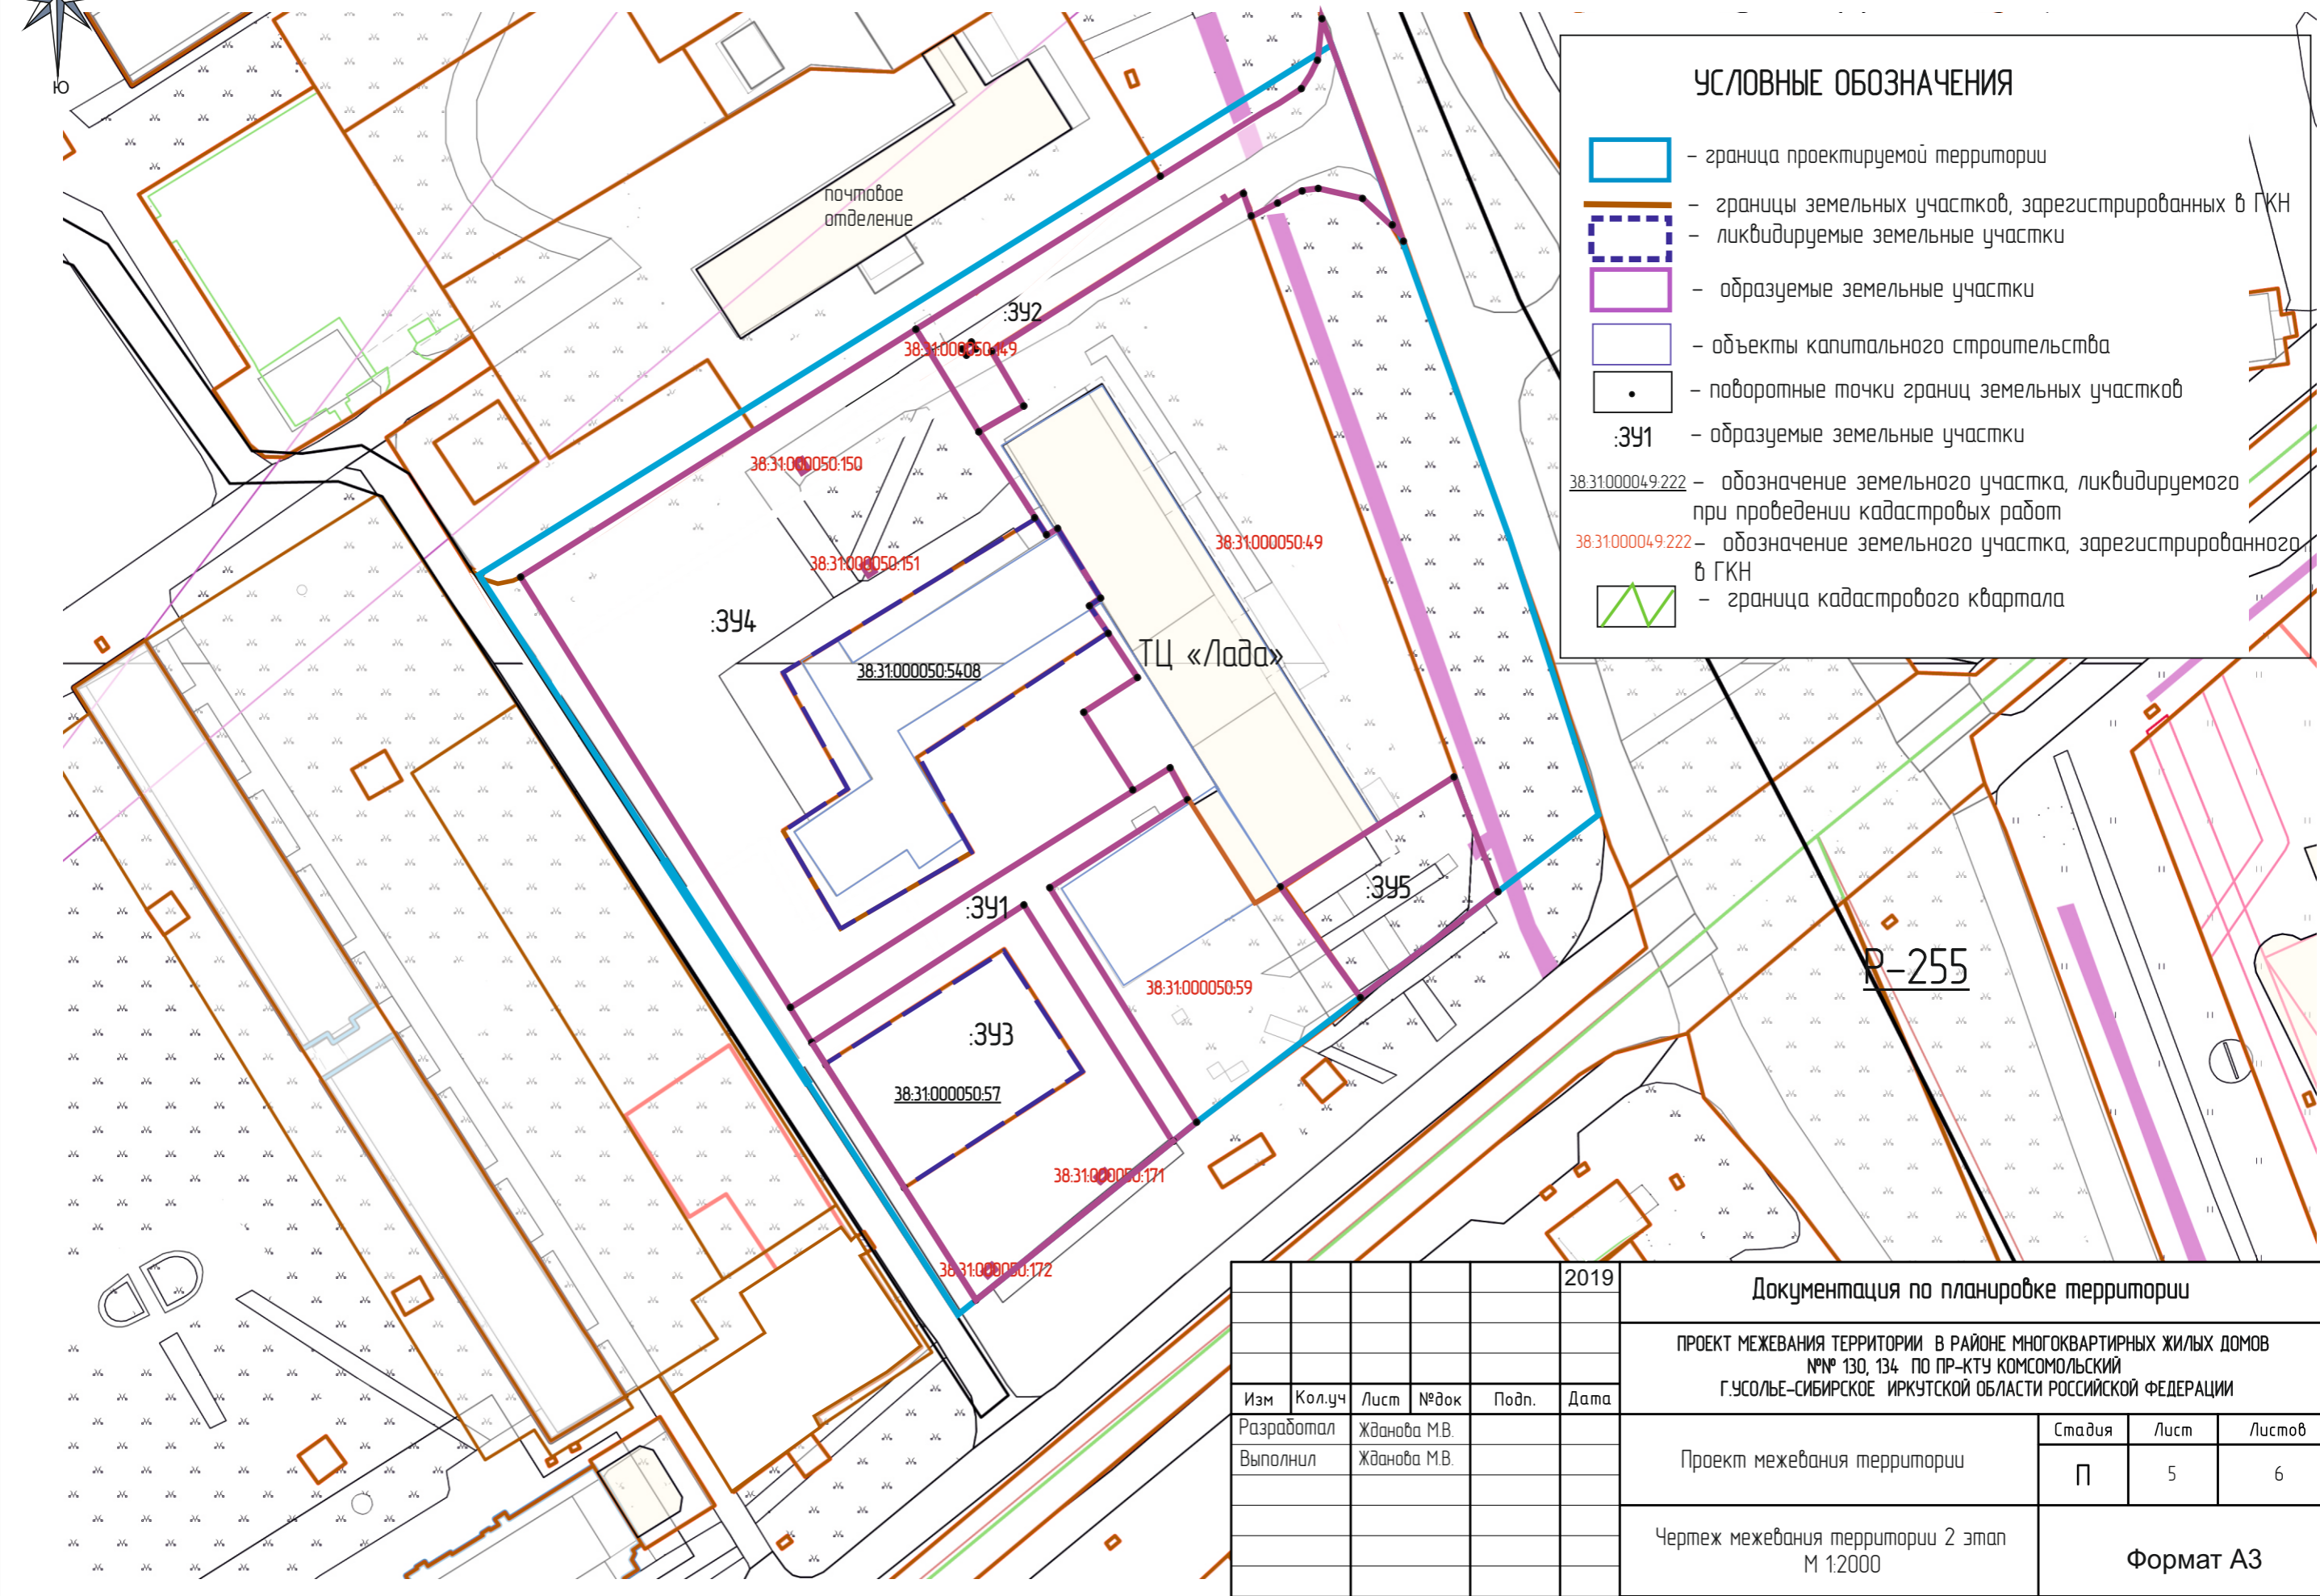 Ю
почтовое
отделение
:ЗУ2
38:31:000050:149
38:31:000050:150
38:31:000050:151
38:31:000050:49
:ЗУ4
ТЦ «Лада»
38:31:000050:5408
:ЗУ1
:ЗУ5
38:31:000050:59
:ЗУ3
38:31:000050:57
38:31:000050:171
38:31:000050:172
Р-255
УСЛОВНЫЕ ОБОЗНАЧЕНИЯ
– граница проектируемой территории
– границы земельных участков, зарегистрированных в ГКН
– ликвидируемые земельные участки
– образуемые земельные участки
– объекты капитального строительства
– поворотные точки границ земельных участков
:ЗУ1 – образуемые земельные участки
38:31:000049:222 – обозначение земельного участка, ликвидируемого
при проведении кадастровых работ
38:31:000049:222 – обозначение земельного участка, зарегистрированного
в ГКН
– граница кадастрового квартала
2019
Документация по планировке территории
ПРОЕКТ МЕЖЕВАНИЯ ТЕРРИТОРИИ В РАЙОНЕ МНОГОКВАРТИРНЫХ ЖИЛЫХ ДОМОВ
№№ 130, 134 ПО ПР-КТУ КОМСОМОЛЬСКИЙ
Г.УСОЛЬЕ-СИБИРСКОЕ ИРКУТСКОЙ ОБЛАСТИ РОССИЙСКОЙ ФЕДЕРАЦИИ
Изм Кол.уч Лист №док Подп. Дата
Разработал Жданова М.В.
Выполнил Жданова М.В.
Проект межевания территории
Стадия Лист Листов
П 5 6
Чертеж межевания территории 2 этап
М 1:2000
Формат А3